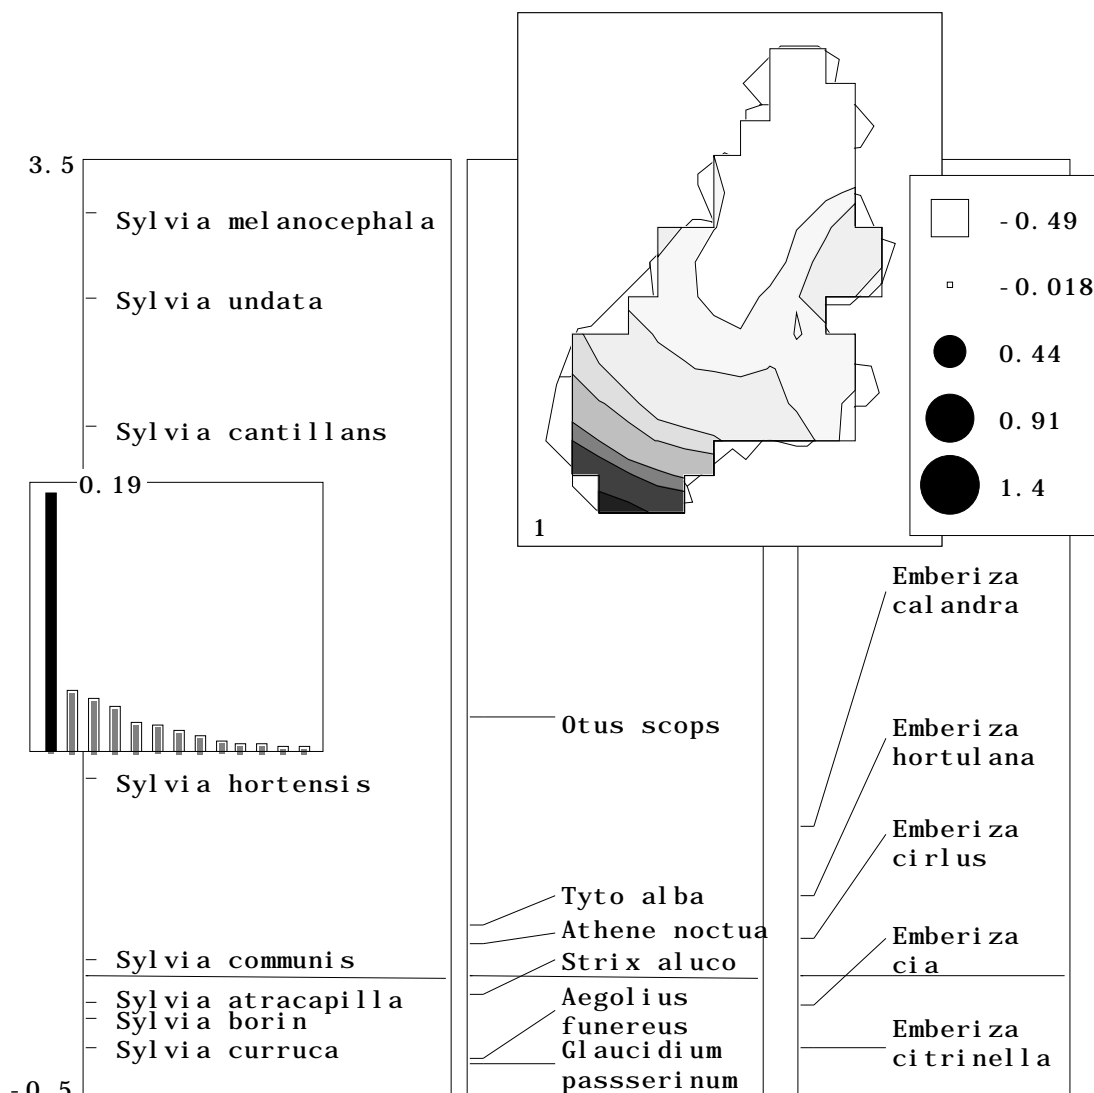 3.5
Sylvia melanocephala
Sylvia undata
Sylvia cantillans
0.19
Sylvia hortensis
Sylvia communis
Sylvia atracapilla
Sylvia borin
Sylvia curruca
-0.5
1
-0.49
-0.018
0.44
0.91
1.4
Otus scops
Tyto alba
Athene noctua
Strix aluco
Aegolius
funereus
Glaucidium
passserinum
Emberiza
calandra
Emberiza
hortulana
Emberiza
cirlus
Emberiza
cia
Emberiza
citrinella